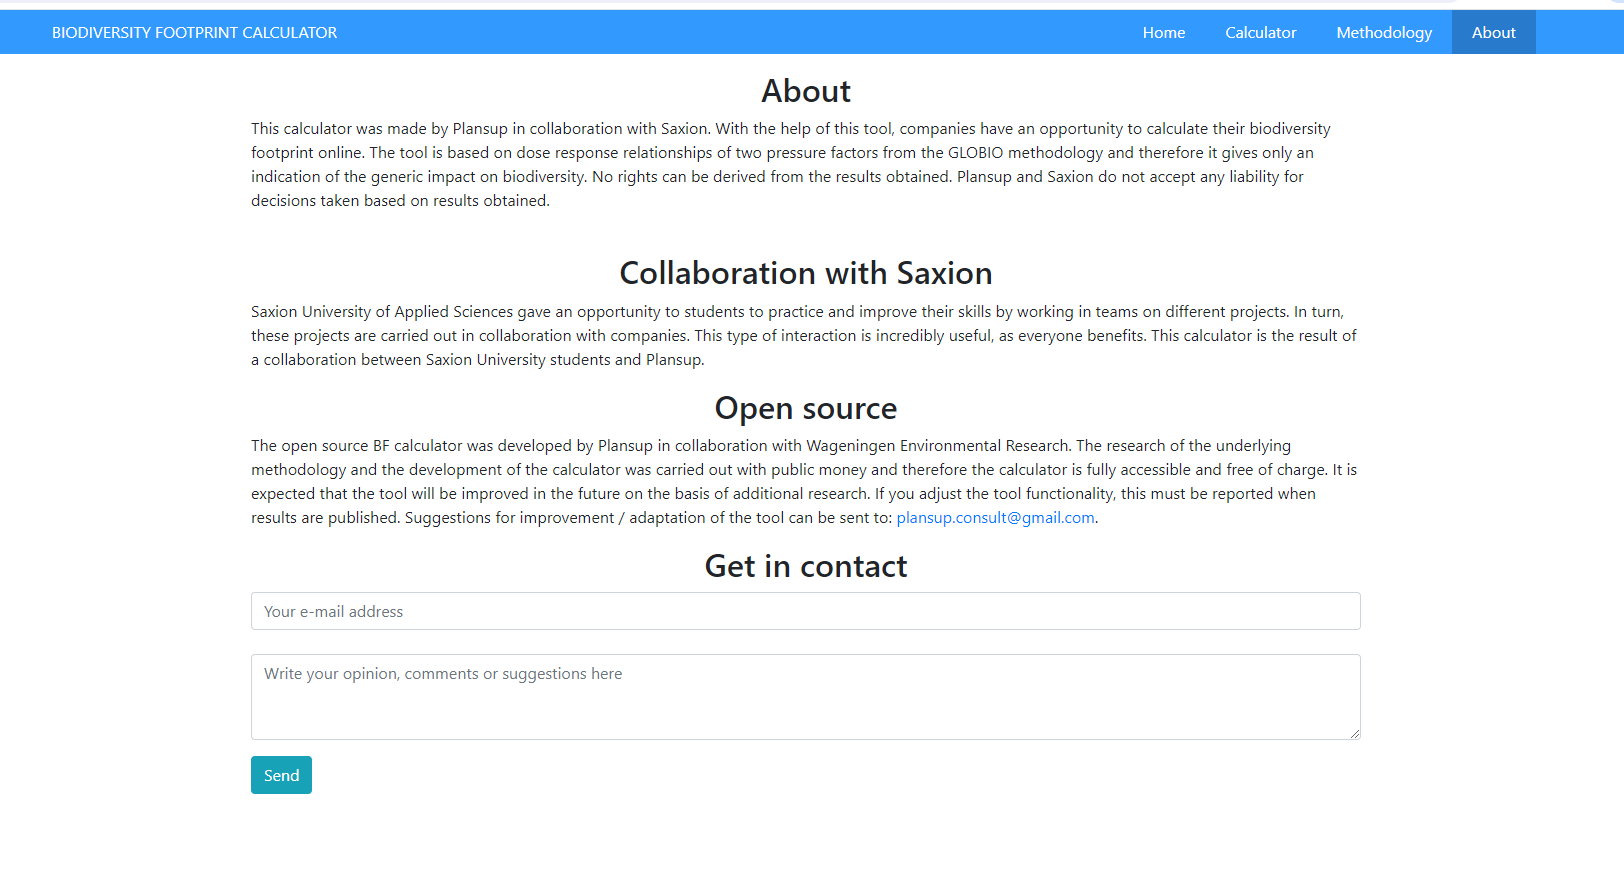 BIODIVERSITY FOOTPRINT CALCULATOR
Home
Calculator
Methodology
About
About
This calculator was made by Plansup in collaboration with Saxion. With the help of this tool, companies have an opportunity to calculate their biodiversity
footprint online. The tool is based on dose response relationships of two pressure factors from the GLOBIO methodology and therefore it gives only an
indication of the generic impact on biodiversity. No rights can be derived from the results obtained. Plansup and Saxion do not accept any liability for
decisions taken based on results obtained.
Collaboration with Saxion
Saxion University of Applied Sciences gave an opportunity to students to practice and improve their skills by working in teams on different projects. In turn,
these projects are carried out in collaboration with companies. This type of interaction is incredibly useful, as everyone benefits. This calculator is the result of
a collaboration between Saxion University students and Plansup.
Open source
The open source BF calculator was developed by Plansup in collaboration with Wageningen Environmental Research. The research of the underlying
methodology and the development of the calculator was carried out with public money and therefore the calculator is fully accessible and free of charge. It is
expected that the tool will be improved in the future on the basis of additional research. If you adjust the tool functionality, this must be reported when
results are published. Suggestions for improvement / adaptation of the tool can be sent to: plansup.consult@gmail.com.
Get in contact
Your e-mail address
Write your opinion, comments or suggestions here
Send